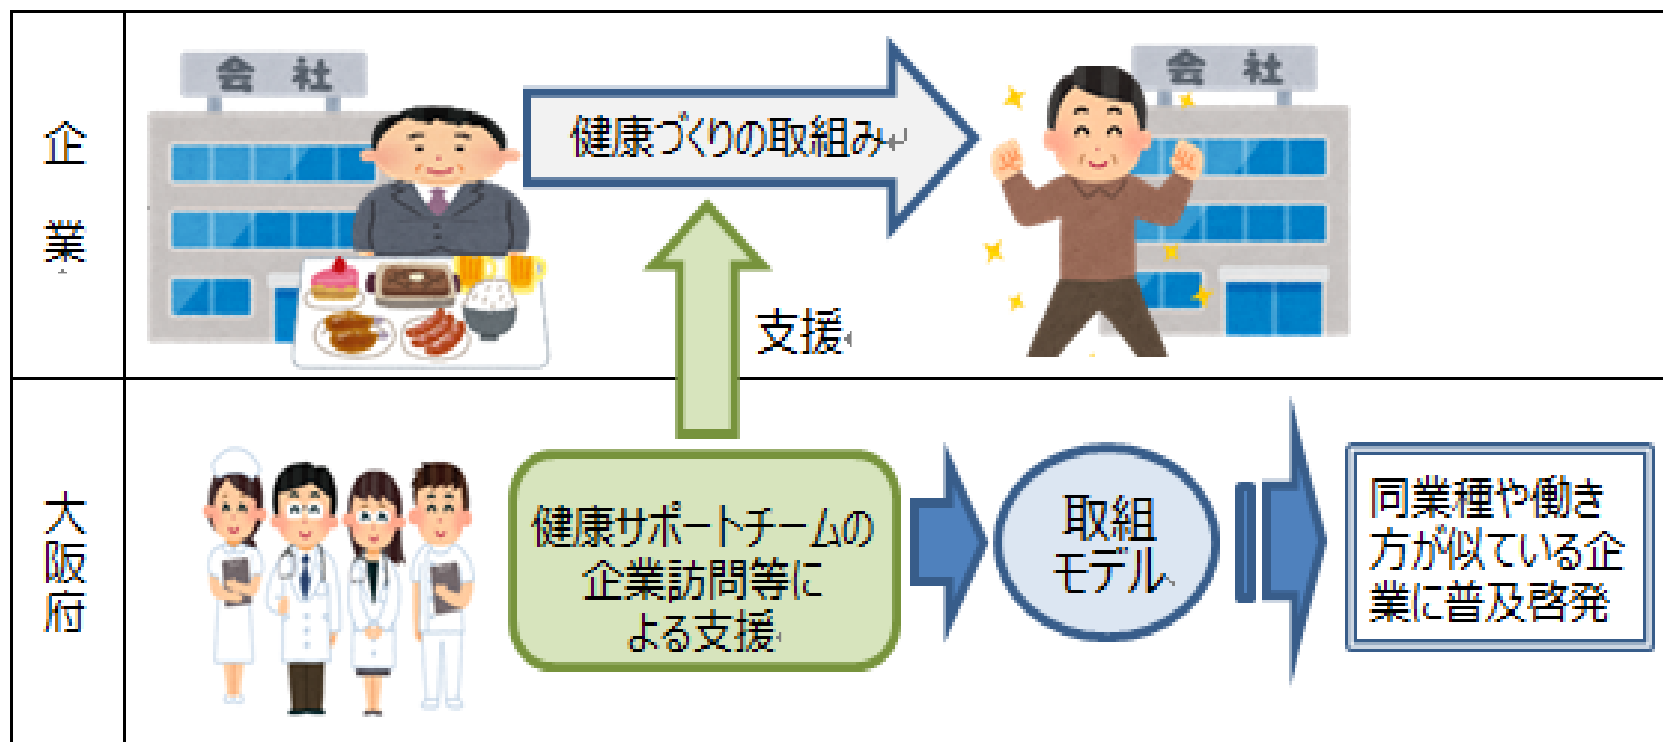 企業
会社
健康づくりの取組み
会社
支援
大阪府
健康サポートチームの
企業訪問等に
よる支援
取組
モデル
同業種や働き
方が似ている企
業に普及啓発